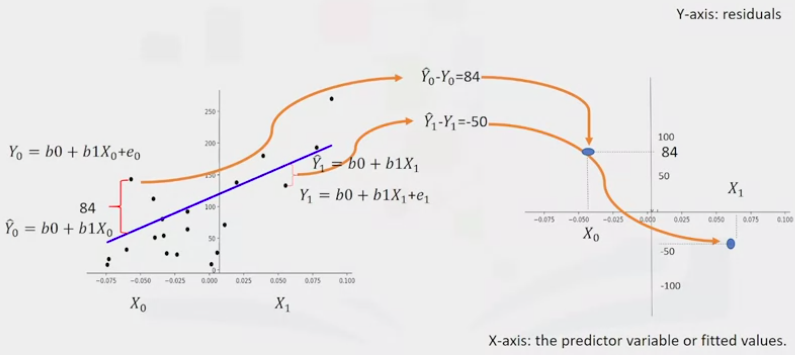 Y-axis: residuals
Ŷ₀-Y₀=84
Ŷ₁-Y₁=-50
Y₀ = b0 + b1X₀+e₀
84
Ŷ₀ = b0 + b1X₀
Ŷ₁ = b0 + b1X₁
Y₁ = b0 + b1X₁+e₁
250
200
150
100
50
0
-0.075 -0.050 -0.025 0.000 0.025 0.050 0.075 0.100
X₀ X₁
100
84
50
X₁
-0.075 -0.050 -0.025 0.025 0.050 0.075 0.100
X₀
-50
-100
X-axis: the predictor variable or fitted values.